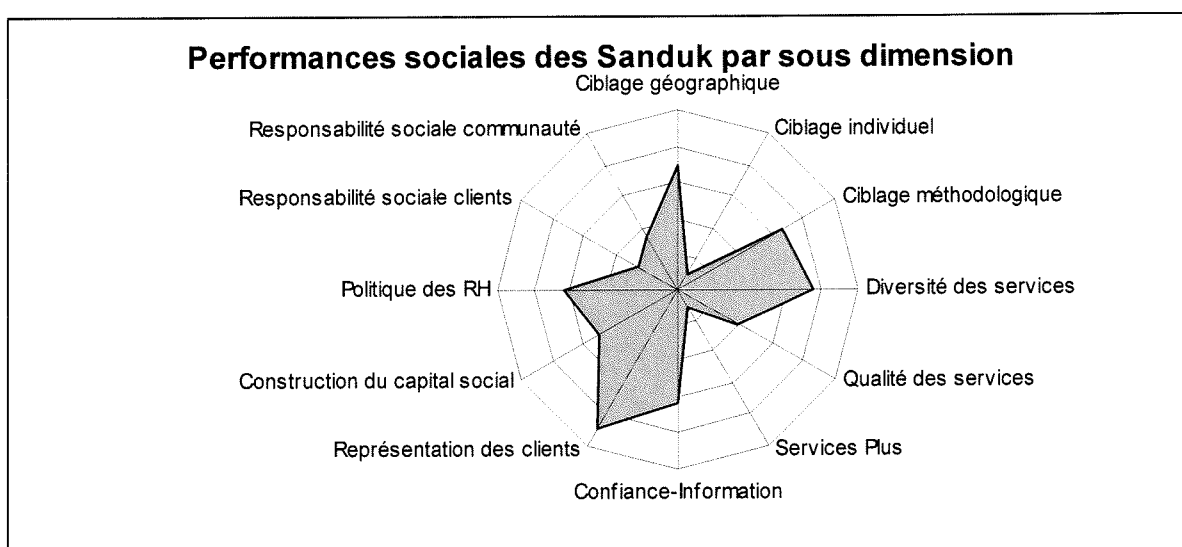 Performances sociales des Sanduk par sous dimension
Ciblage géographique
Ciblage individuel
Ciblage méthodologique
Diversité des services
Qualité des services
Services Plus
Confiance-Information
Représentation des clients
Construction du capital social
Politique des RH
Responsabilité sociale clients
Responsabilité sociale communauté